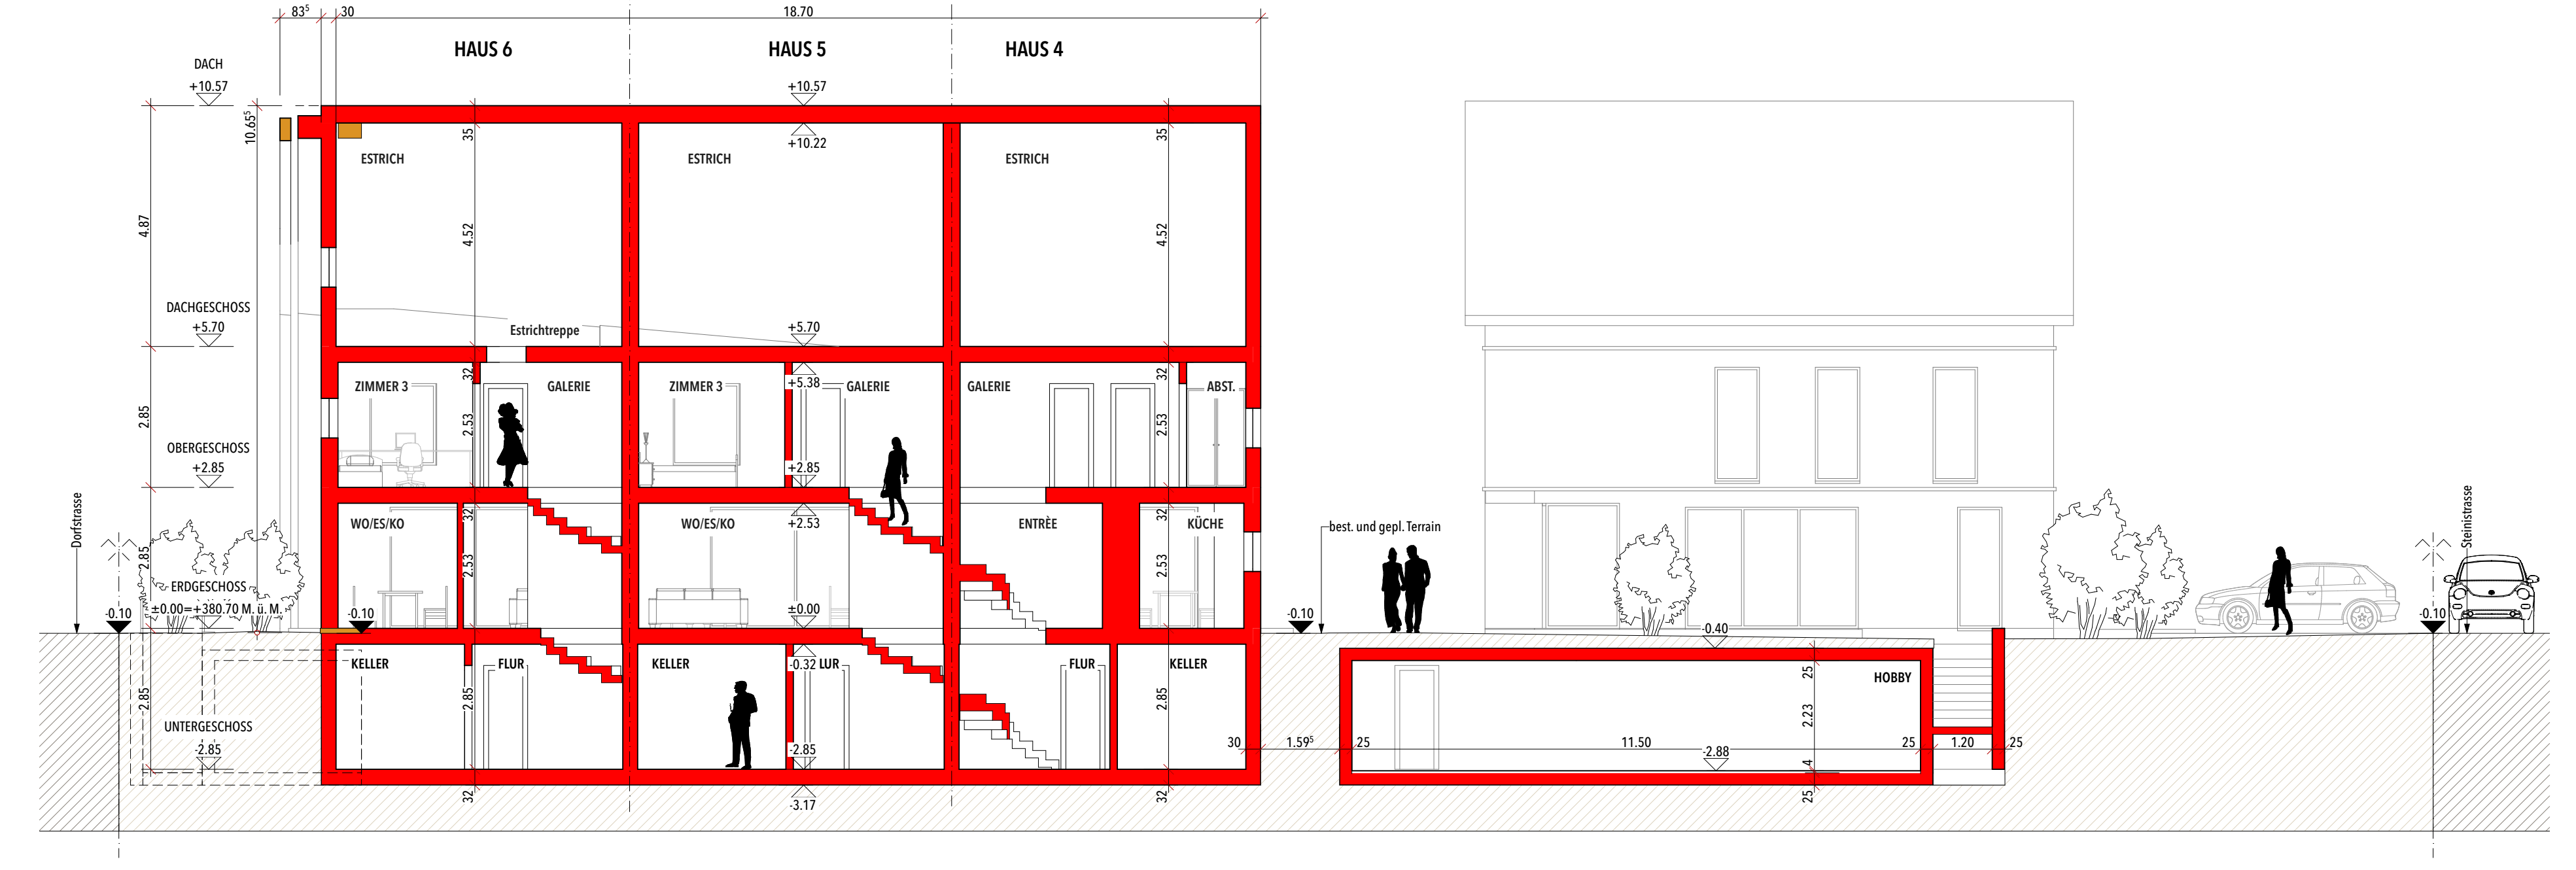 83⁵ 30 18.70
HAUS 6 HAUS 5 HAUS 4
DACH
+10.57 +10.57
10.65⁵
35 +10.22 35
ESTRICH ESTRICH ESTRICH
4.87 4.52 4.52
DACHGESCHOSS
+5.70 Estrichtreppe +5.70
32 +5.38 32
ZIMMER 3 GALERIE ZIMMER 3 GALERIE GALERIE ABST.
2.85 2.53 2.53
OBERGESCHOSS
+2.85 +2.85
Dorfstrasse Steinistrasse
32 +2.53 32
WO/ES/KO WO/ES/KO ENTRÈE KÜCHE best. und gepl. Terrain
2.85 2.53 2.53
ERDGESCHOSS
±0.00=+380.70 M. ü. M. ±0.00
-0.10 -0.10 -0.10 -0.10
-0.40
KELLER FLUR KELLER -0.32 LUR FLUR KELLER 25 HOBBY
2.85 2.85 2.85 2.23
UNTERGESCHOSS
-2.85 -2.85 30 1.59⁵ 25 11.50 25 1.20 25
-2.88 4
32 -3.17 32 25